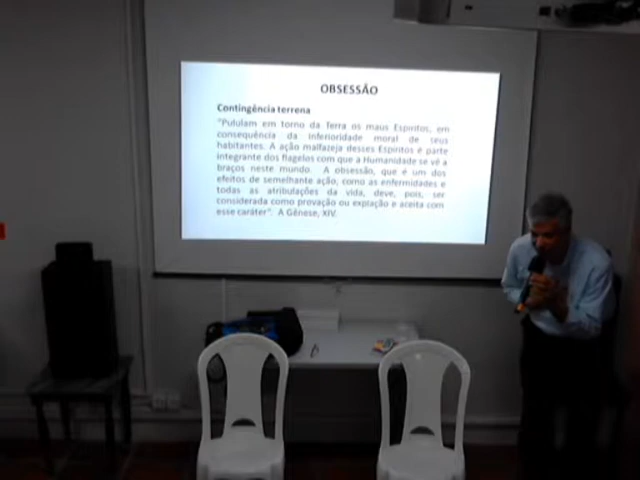 OBSESSÃO
Contingência terrena
"Pululam em torno da Terra os maus Espíritos, em
consequência da inferioridade moral de seus
habitantes. A ação malfazeja desses Espíritos é parte
integrante dos flagelos com que a Humanidade se vê a
braços neste mundo. A obsessão, que é um dos
efeitos de semelhante ação, como as enfermidades e
todas as atribulações da vida, deve, pois, ser
considerada como provação ou expiação e aceita com
esse caráter". A Gênese, XIV.